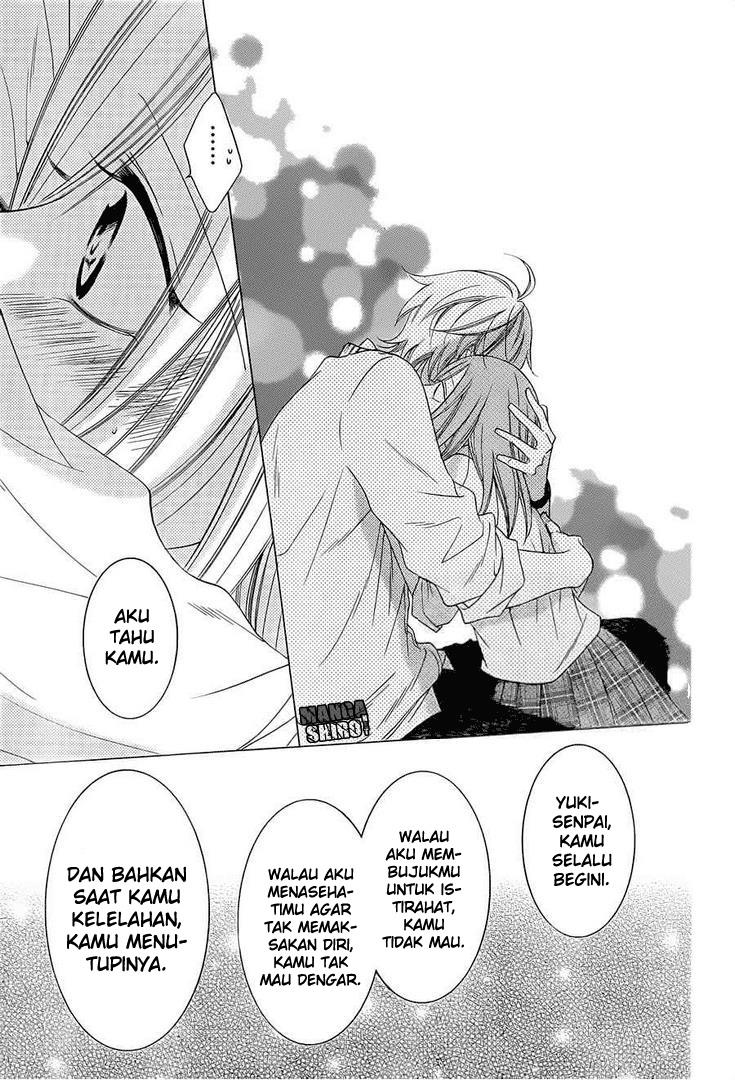 ........
AKU
TAHU
KAMU.
MANGA
SHIRO!
YUKI-
SENPAI,
KAMU
SELALU
BEGINI.
WALAU
AKU MEM-
BUJUKMU
UNTUK IS-
TIRAHAT,
KAMU
TIDAK MAU.
WALAU AKU
MENASEHA-
TIMU AGAR
TAK MEMAK-
SAKAN DIRI,
KAMU TAK
MAU DENGAR.
DAN BAHKAN
SAAT KAMU
KELELAHAN,
KAMU MENU-
TUPINYA.